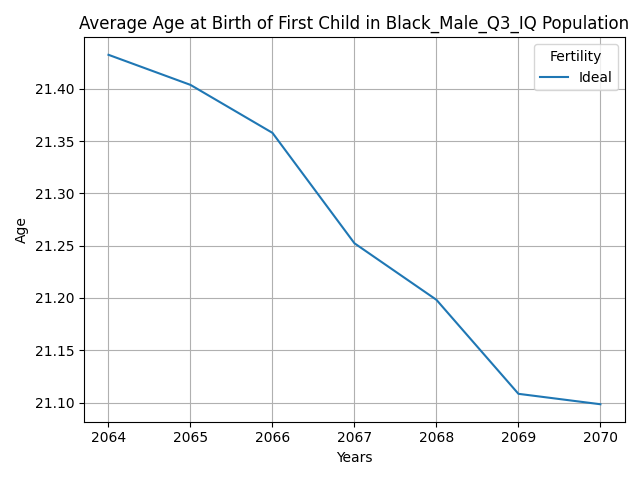 Average Age at Birth of First Child in Black_Male_Q3_IQ Population
Fertility
Ideal
21.40
21.35
21.30
21.25
21.20
21.15
21.10
Age
2064 2065 2066 2067 2068 2069 2070
Years